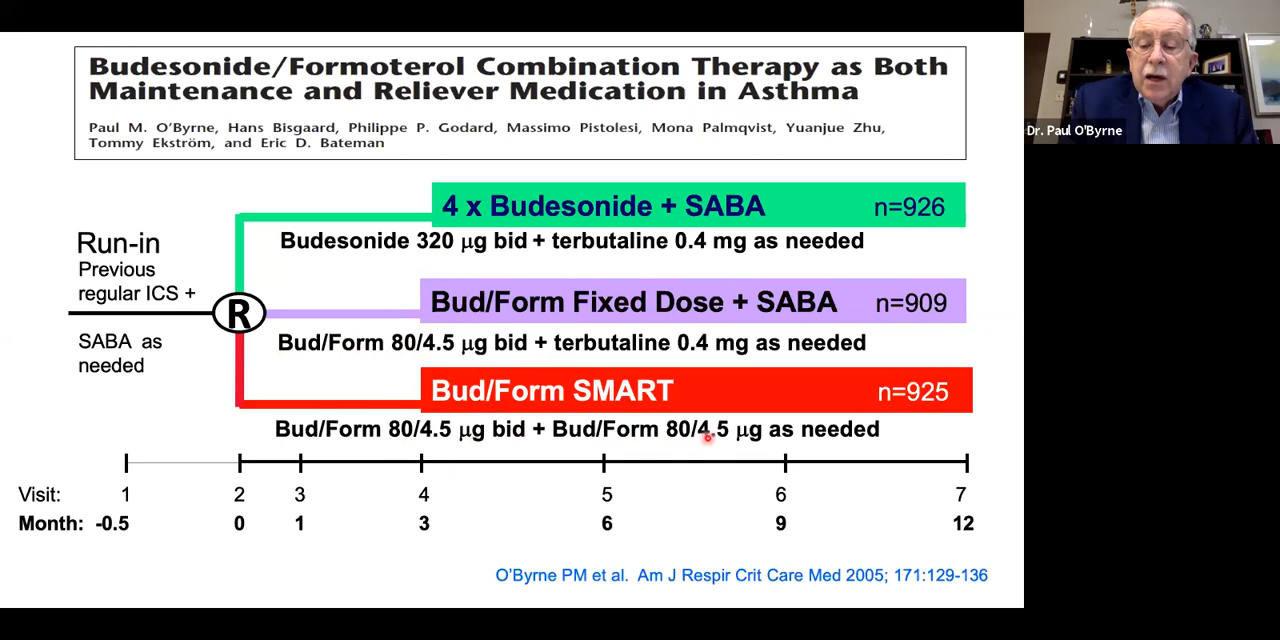 Budesonide/Formoterol Combination Therapy as Both
Maintenance and Reliever Medication in Asthma
Paul M. O'Byrne, Hans Bisgaard, Philippe P. Godard, Massimo Pistolesi, Mona Palmqvist, Yuanjue Zhu,
Tommy Ekström, and Eric D. Bateman
Dr. Paul O'Byrne
4 x Budesonide + SABA n=926
Budesonide 320 µg bid + terbutaline 0.4 mg as needed
Run-in
Previous
regular ICS +
SABA as
needed
R
Bud/Form Fixed Dose + SABA n=909
Bud/Form 80/4.5 µg bid + terbutaline 0.4 mg as needed
Bud/Form SMART n=925
Bud/Form 80/4.5 µg bid + Bud/Form 80/4.5 µg as needed
Visit: 1 2 3 4 5 6 7
Month: -0.5 0 1 3 6 9 12
O'Byrne PM et al. Am J Respir Crit Care Med 2005; 171:129-136